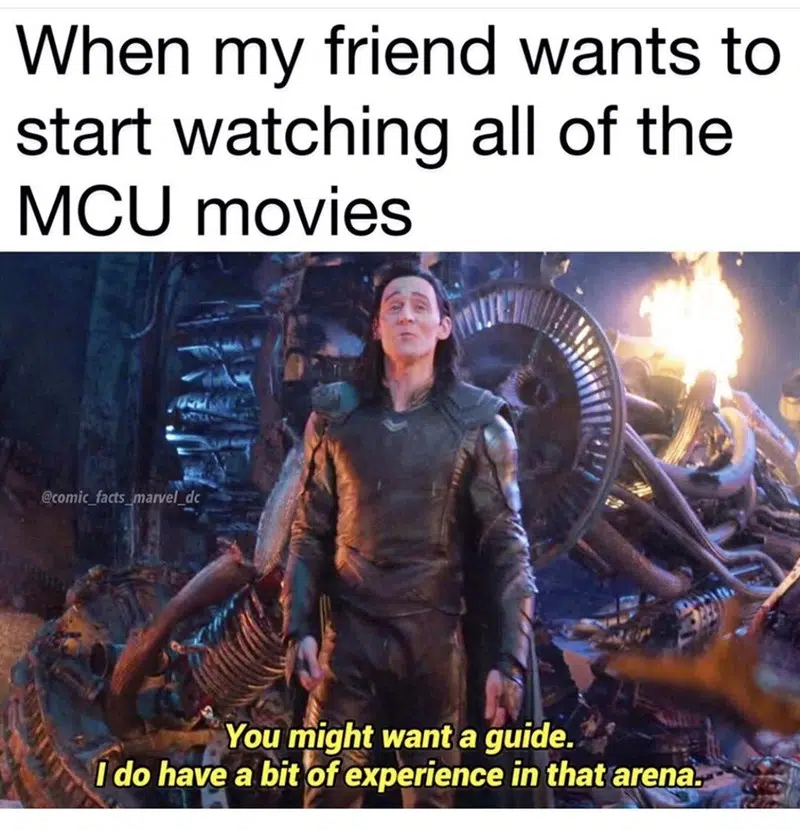 When my friend wants to
start watching all of the
MCU movies
@comic_facts_marvel_dc
You might want a guide.
I do have a bit of experience in that arena.